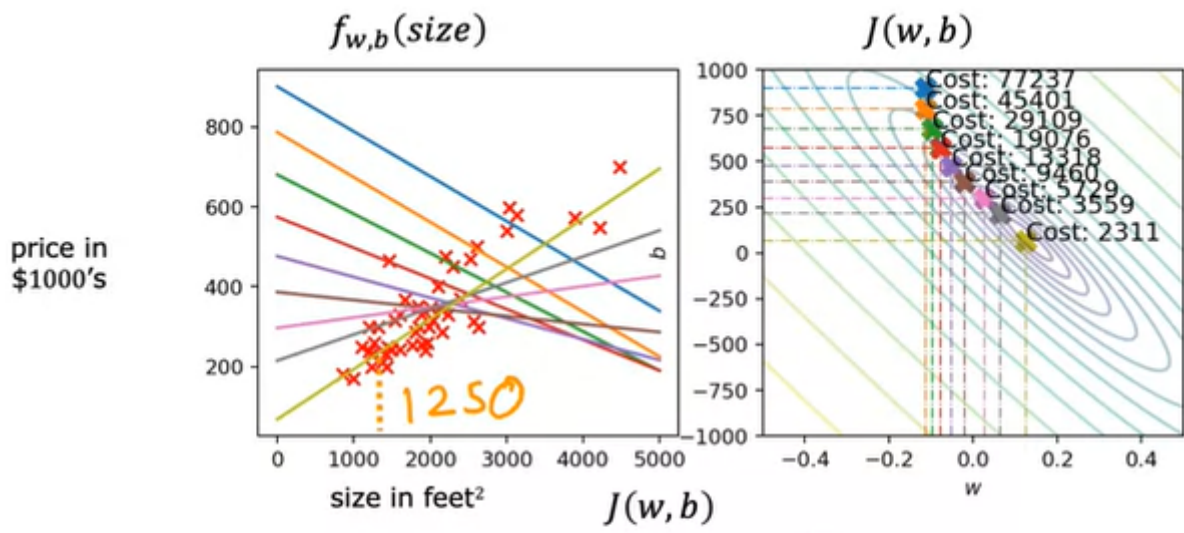 f_{w,b}(size)
J(w, b)
price in
$1000's
800
600
400
200
0 1000 2000 3000 4000 5000
size in feet²
1250
1000
750
500
250
0
−250
−500
−750
−1000
b
Cost: 77237
Cost: 45401
Cost: 29109
Cost: 19076
Cost: 13318
Cost: 9460
Cost: 5729
Cost: 3559
Cost: 2311
−0.4 −0.2 0.0 0.2 0.4
w
J(w, b)